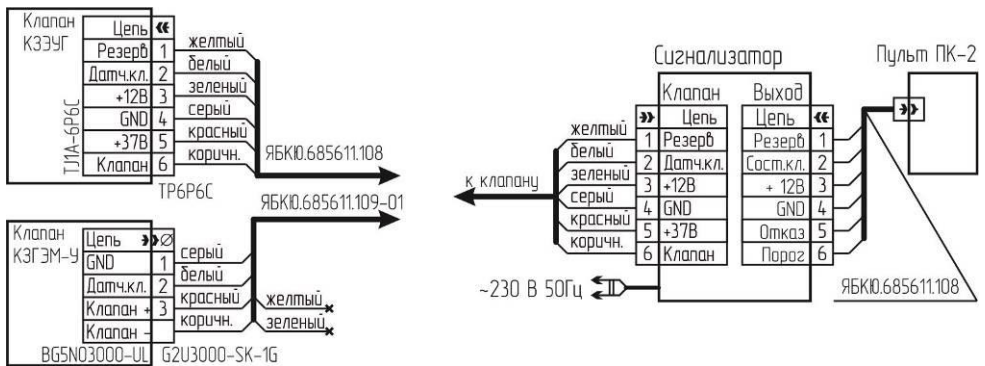 Клапан
КЗЭУГ
Цепь
Резерв 1 желтый
Датч.кл. 2 белый
+12В 3 зеленый
GND 4 серый
+37В 5 красный
Клапан 6 коричн.
ТJ1А-6Р6С
ТР6Р6С
ЯБКЮ.685611.108
ЯБКЮ.685611.109-01
Клапан
КЗГЭМ-У
Цепь Ø
GND 1 серый
Датч.кл. 2 белый
Клапан + 3 красный
Клапан - коричн.
желтый
зеленый
BG5N03000-UL
G2U3000-SK-1G
к клапану
Сигнализатор
Клапан
Цепь
желтый 1 Резерв
белый 2 Датч.кл.
зеленый 3 +12В
серый 4 GND
красный 5 +37В
коричн. 6 Клапан
Выход
Цепь
Резерв 1
Сост.кл. 2
+ 12В 3
GND 4
Отказ 5
Порог 6
~230 В 50Гц
Пульт ПК-2
ЯБКЮ.685611.108